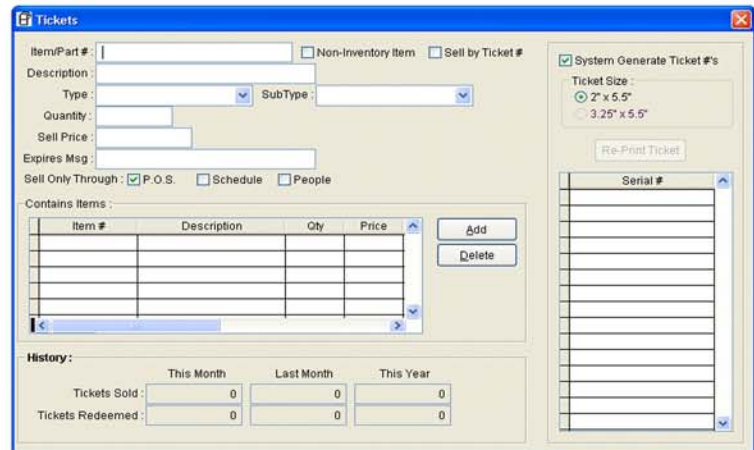 Tickets
Item/Part # : Non-Inventory Item Sell by Ticket #
Description :
Type : SubType :
Quantity :
Sell Price :
Expires Msg :
Sell Only Through : P.O.S. Schedule People
Contains Items :
Item # Description Qty Price
Add
Delete
History :
This Month Last Month This Year
Tickets Sold : 0 0 0
Tickets Redeemed : 0 0 0
System Generate Ticket #'s
Ticket Size :
2" x 5.5"
3.25" x 5.5"
Re-Print Ticket
Serial #